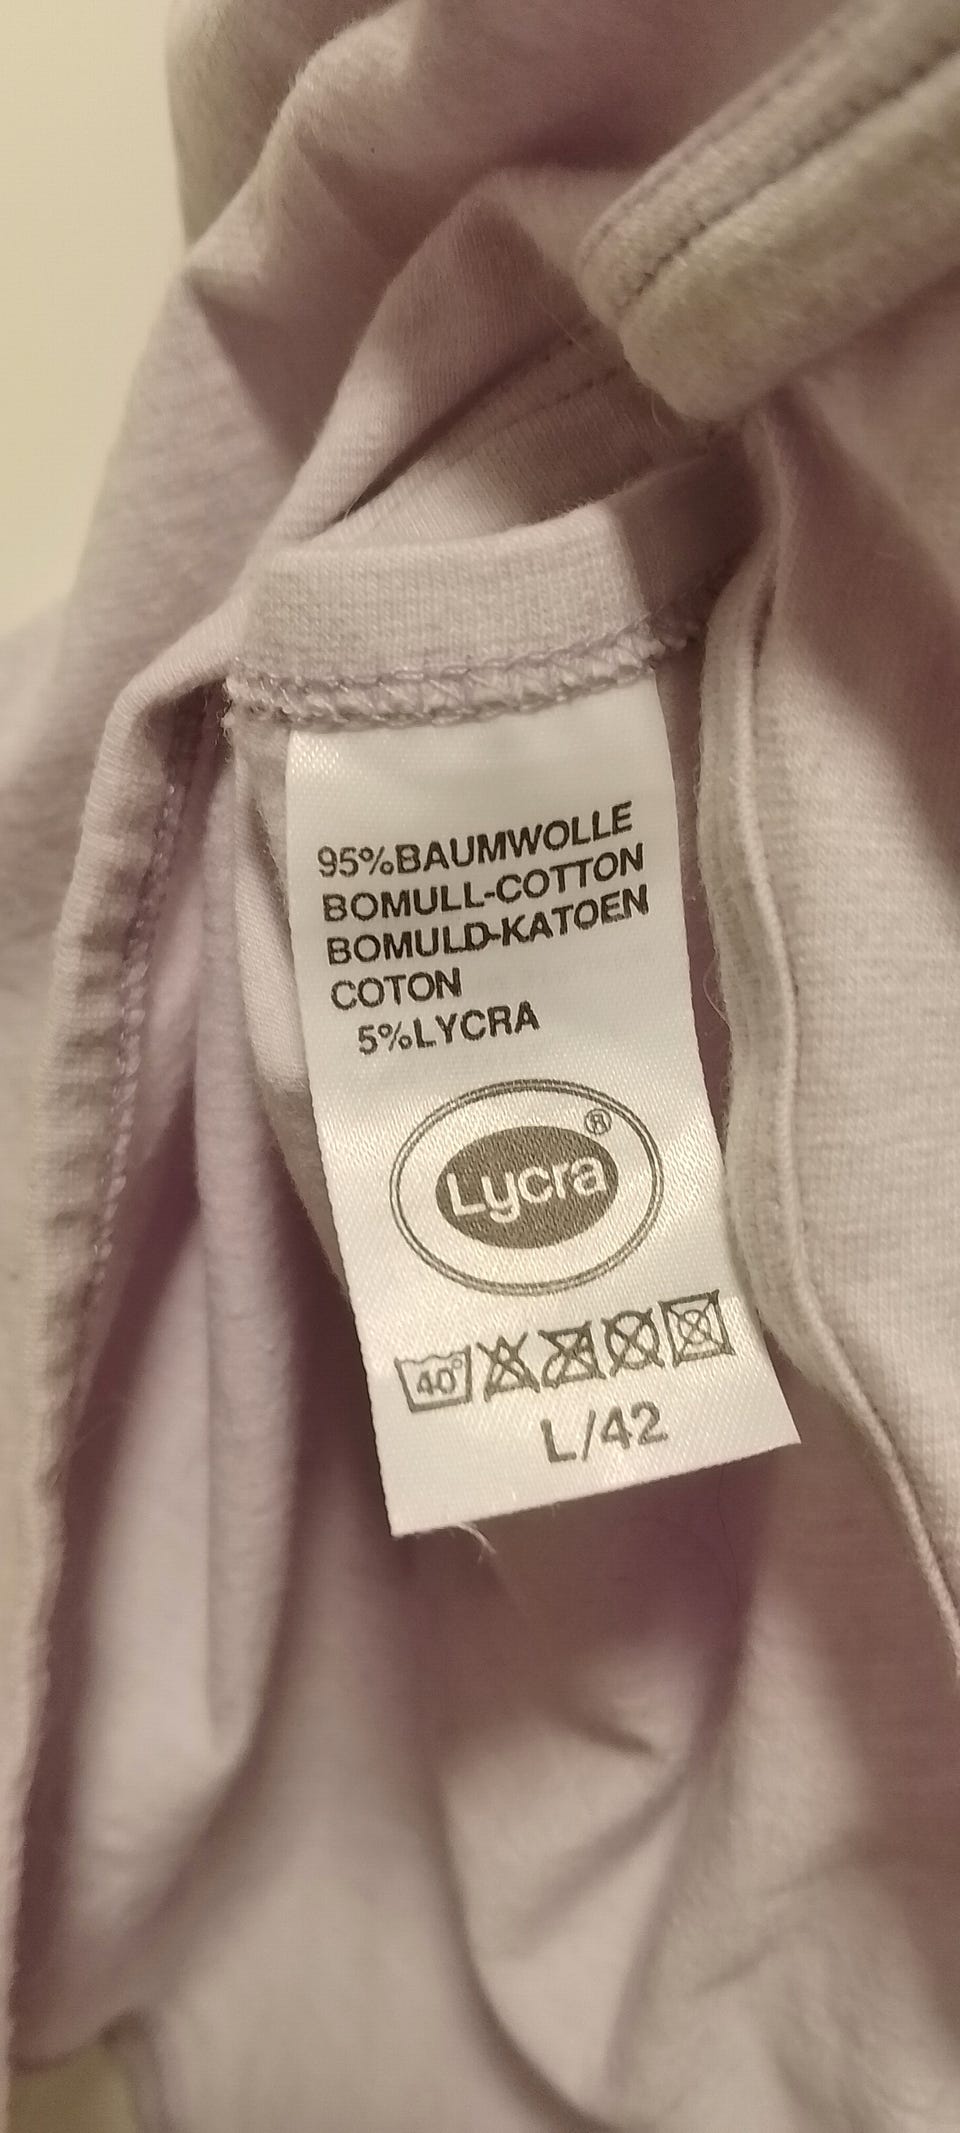 95%BAUMWOLLE
BOMULL-COTTON
BOMULD-KATOEN
COTON
5%LYCRA
Lycra®
40°
L/42